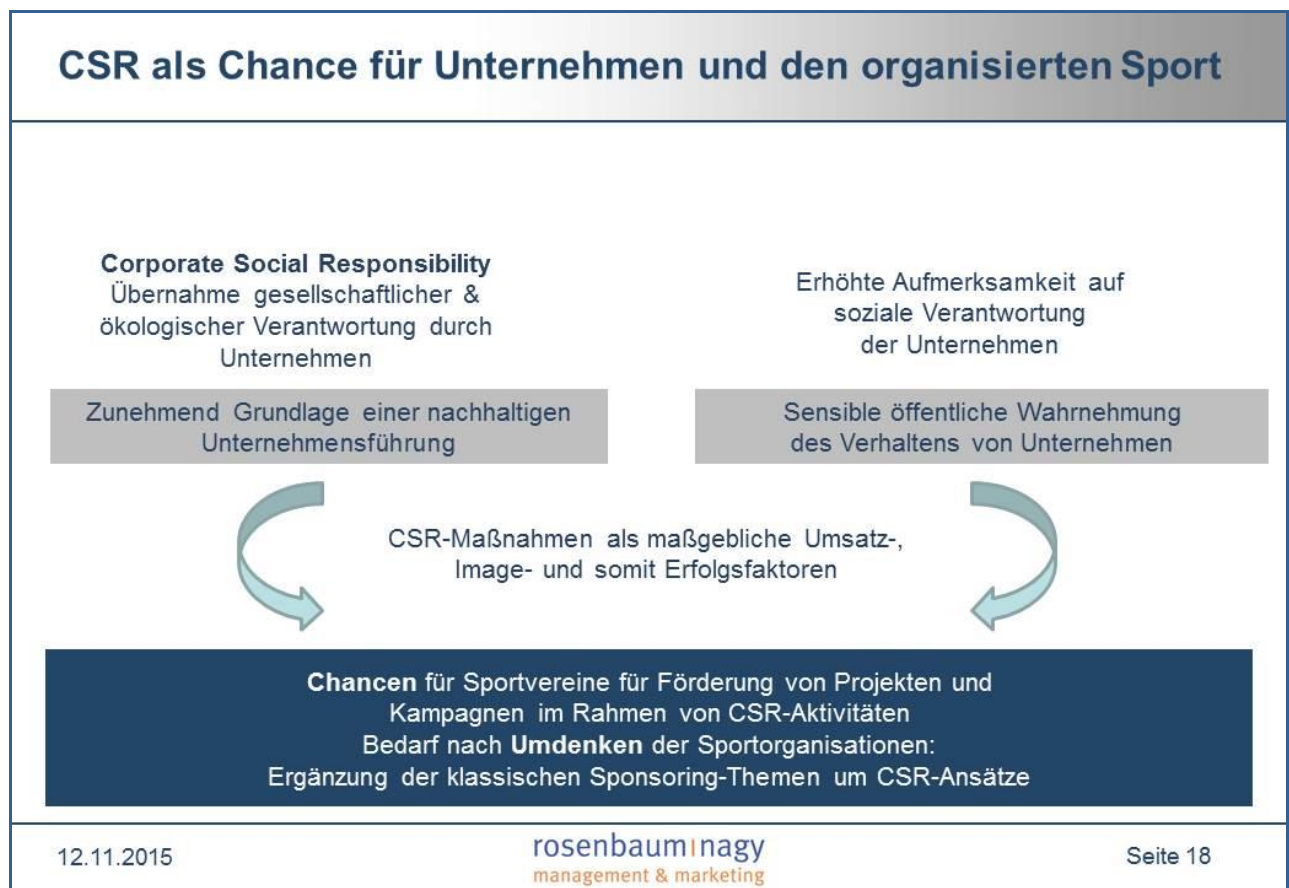 CSR als Chance für Unternehmen und den organisierten Sport
Corporate Social Responsibility
Übernahme gesellschaftlicher &
ökologischer Verantwortung durch
Unternehmen
Zunehmend Grundlage einer nachhaltigen
Unternehmensführung
Erhöhte Aufmerksamkeit auf
soziale Verantwortung
der Unternehmen
Sensible öffentliche Wahrnehmung
des Verhaltens von Unternehmen
CSR-Maßnahmen als maßgebliche Umsatz-,
Image- und somit Erfolgsfaktoren
Chancen für Sportvereine für Förderung von Projekten und
Kampagnen im Rahmen von CSR-Aktivitäten
Bedarf nach Umdenken der Sportorganisationen:
Ergänzung der klassischen Sponsoring-Themen um CSR-Ansätze
12.11.2015
rosenbaum|nagy
management & marketing
Seite 18